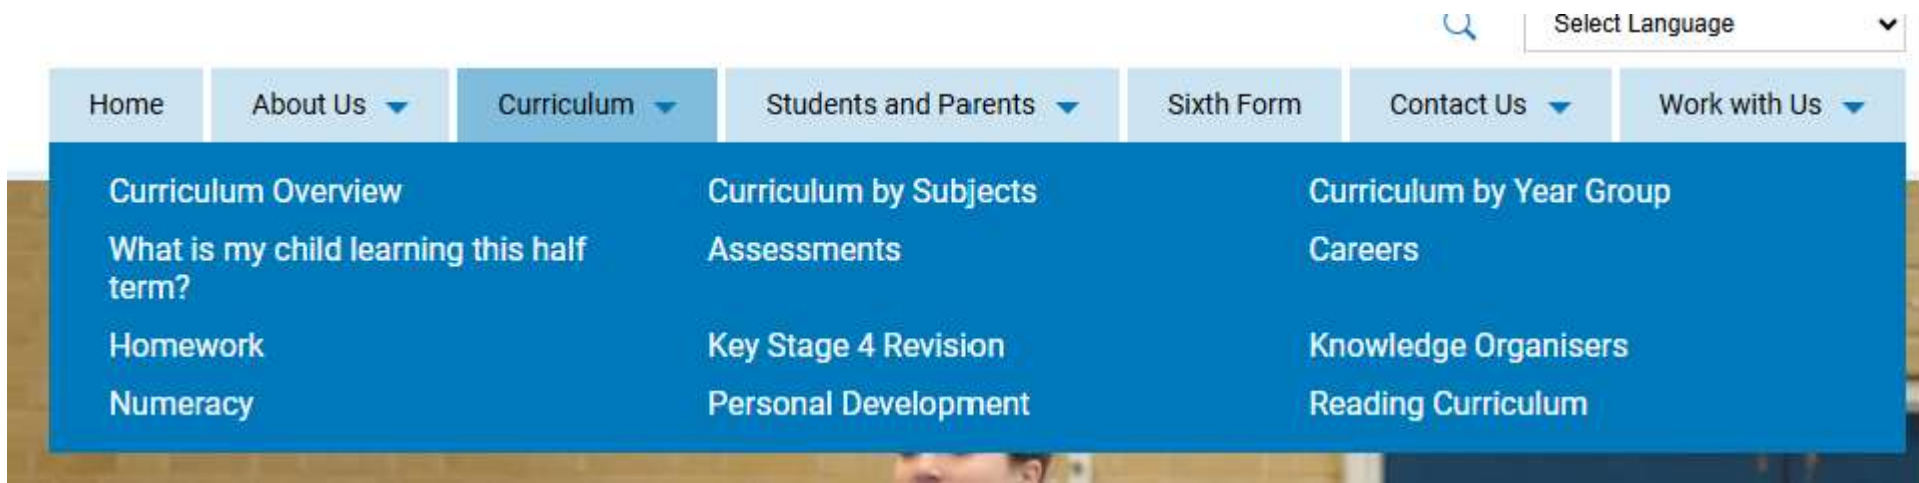 Select Language
Home About Us Curriculum Students and Parents Sixth Form Contact Us Work with Us
Curriculum Overview Curriculum by Subjects Curriculum by Year Group
What is my child learning this half Assessments Careers
term?
Homework Key Stage 4 Revision Knowledge Organisers
Numeracy Personal Development Reading Curriculum